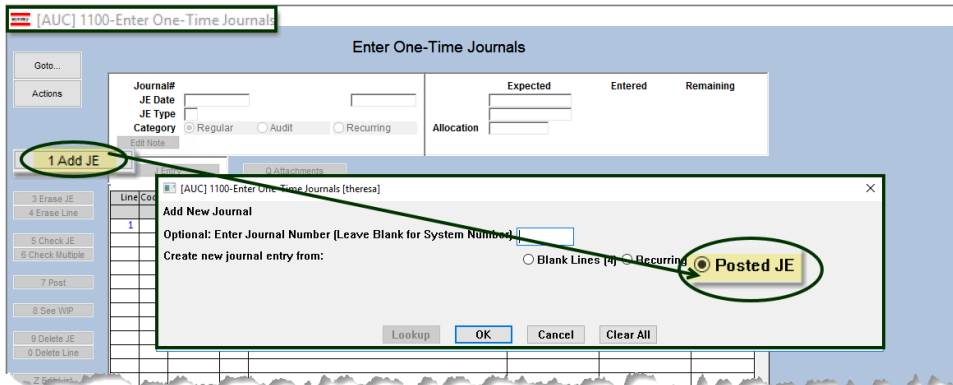 [AUC] 1100-Enter One-Time Journals
Enter One-Time Journals
Goto...
Actions
Journal#
JE Date
JE Type
Category Regular Audit Recurring
Edit Note
Expected Entered Remaining
Allocation
1 Add JE
Q Attachments
3 Erase JE
4 Erase Line
5 Check JE
6 Check Multiple
7 Post
8 See WIP
9 Delete JE
0 Delete Line
Line
1
[AUC] 1100-Enter One-Time Journals [theresa]
Add New Journal
Optional: Enter Journal Number (Leave Blank for System Number)
Create new journal entry from:
Blank Lines (4) Recurring Posted JE
Lookup OK Cancel Clear All